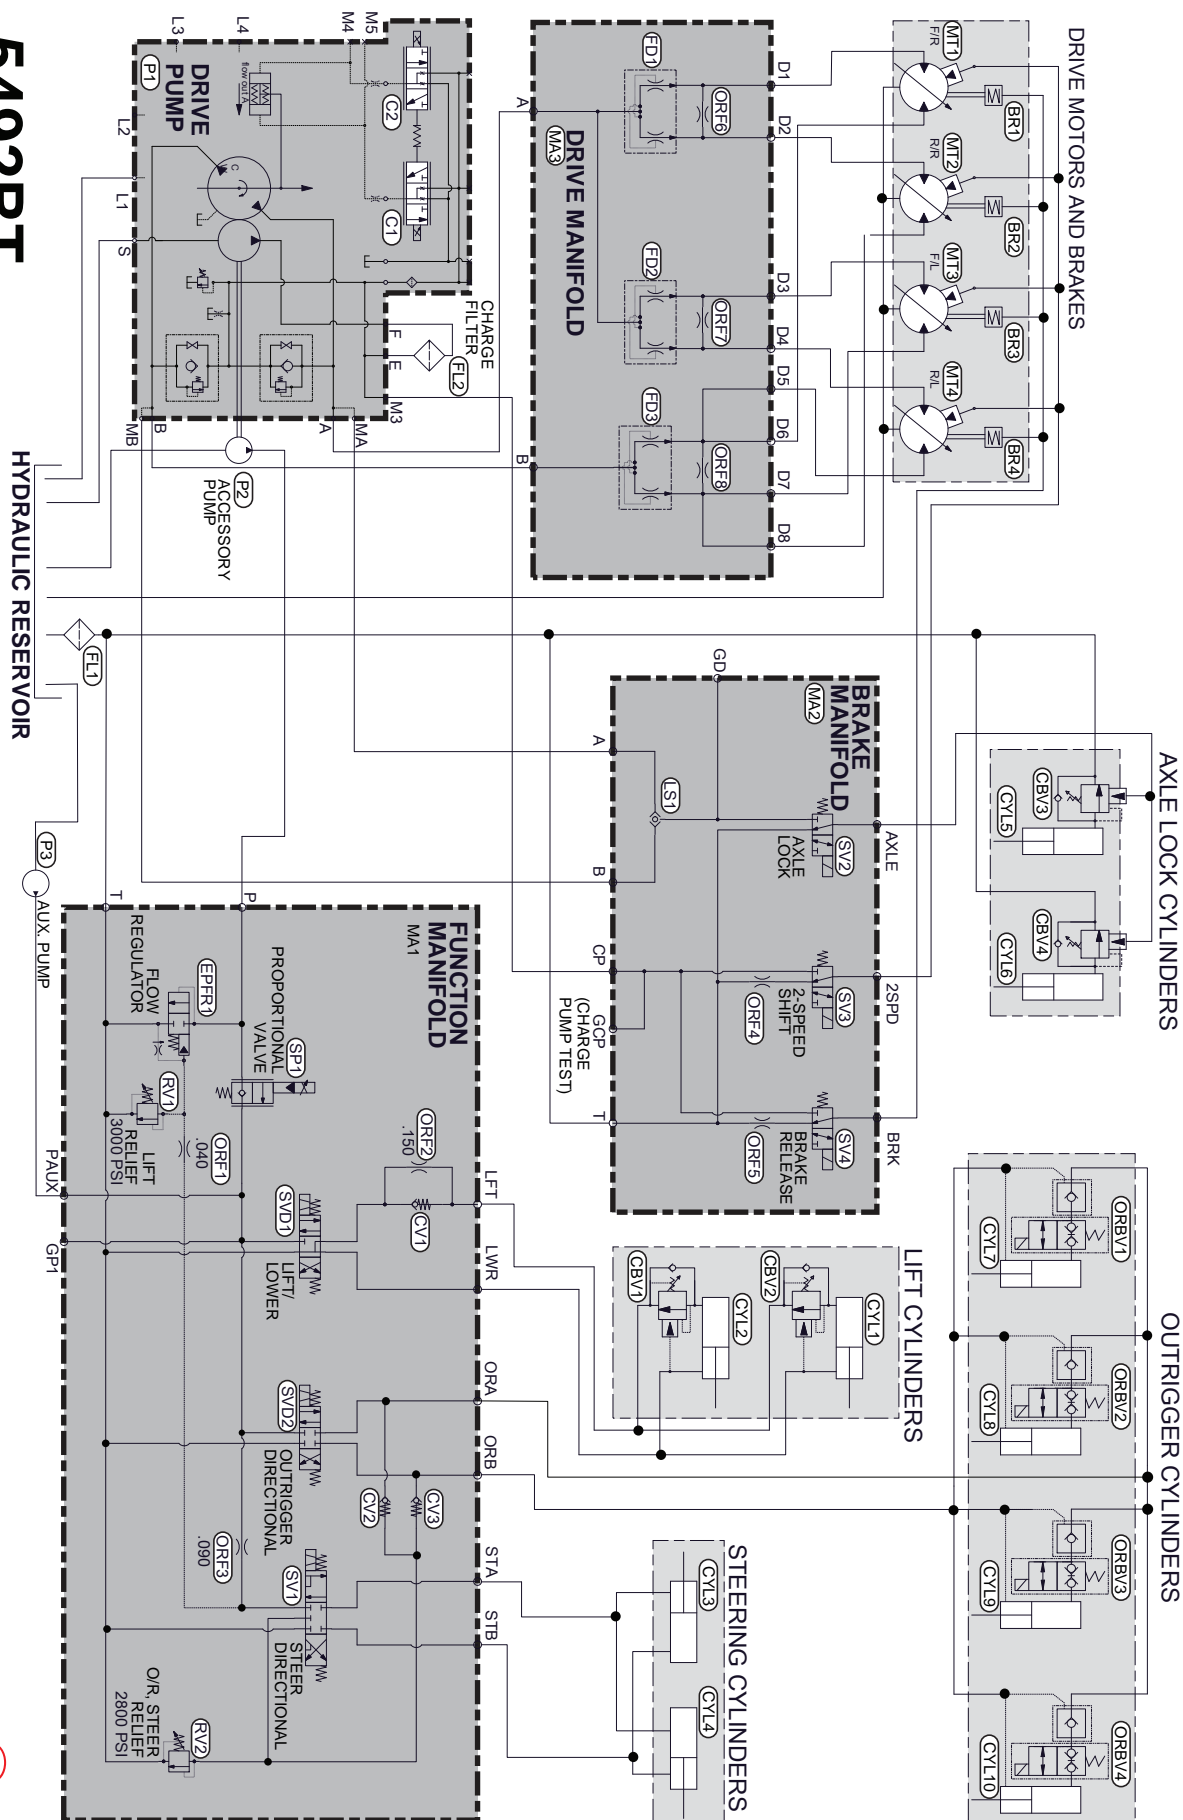 5492RT
DRIVE MOTORS AND BRAKES
MT1
F/R
BR1
MT2
R/R
BR2
MT3
F/L
BR3
MT4
R/L
BR4
D1
D2
D3
D4
D5
D6
D7
D8
FD1
ORF6
FD2
ORF7
FD3
ORF8
DRIVE MANIFOLD
MA3
A
B
M5
M4
L4
L3
C2
C1
flow out A
DRIVE
PUMP
P1
C
L2
L1
S
F
E
M3
CHARGE
FILTER
FL2
MA
A
B
MB
P2
ACCESSORY
PUMP
HYDRAULIC RESERVOIR
FL1
AXLE LOCK CYLINDERS
CBV3
CYL5
CBV4
CYL6
BRAKE
MANIFOLD
MA2
GD
AXLE
2SPD
BRK
SV2
AXLE
LOCK
SV3
2-SPEED
SHIFT
ORF4
SV4
BRAKE
RELEASE
ORF5
LS1
A
B
CP
GCP
(CHARGE
PUMP TEST)
T
OUTRIGGER CYLINDERS
ORBV1
CYL7
ORBV2
CYL8
ORBV3
CYL9
ORBV4
CYL10
LIFT CYLINDERS
CYL1
CBV2
CYL2
CBV1
STEERING CYLINDERS
CYL3
CYL4
P3
AUX. PUMP
FUNCTION
MANIFOLD
MA1
P
T
LFT
LWR
ORA
ORB
STA
STB
SP1
PROPORTIONAL
VALVE
EPFR1
FLOW
REGULATOR
RV1
LIFT
RELIEF
3000 PSI
ORF1
.040
ORF2
.150
CV1
SVD1
LIFT/
LOWER
SVD2
OUTRIGGER
DIRECTIONAL
CV3
CV2
ORF3
.090
SV1
STEER
DIRECTIONAL
RV2
O/R, STEER
RELIEF
2800 PSI
PAUX
GP1